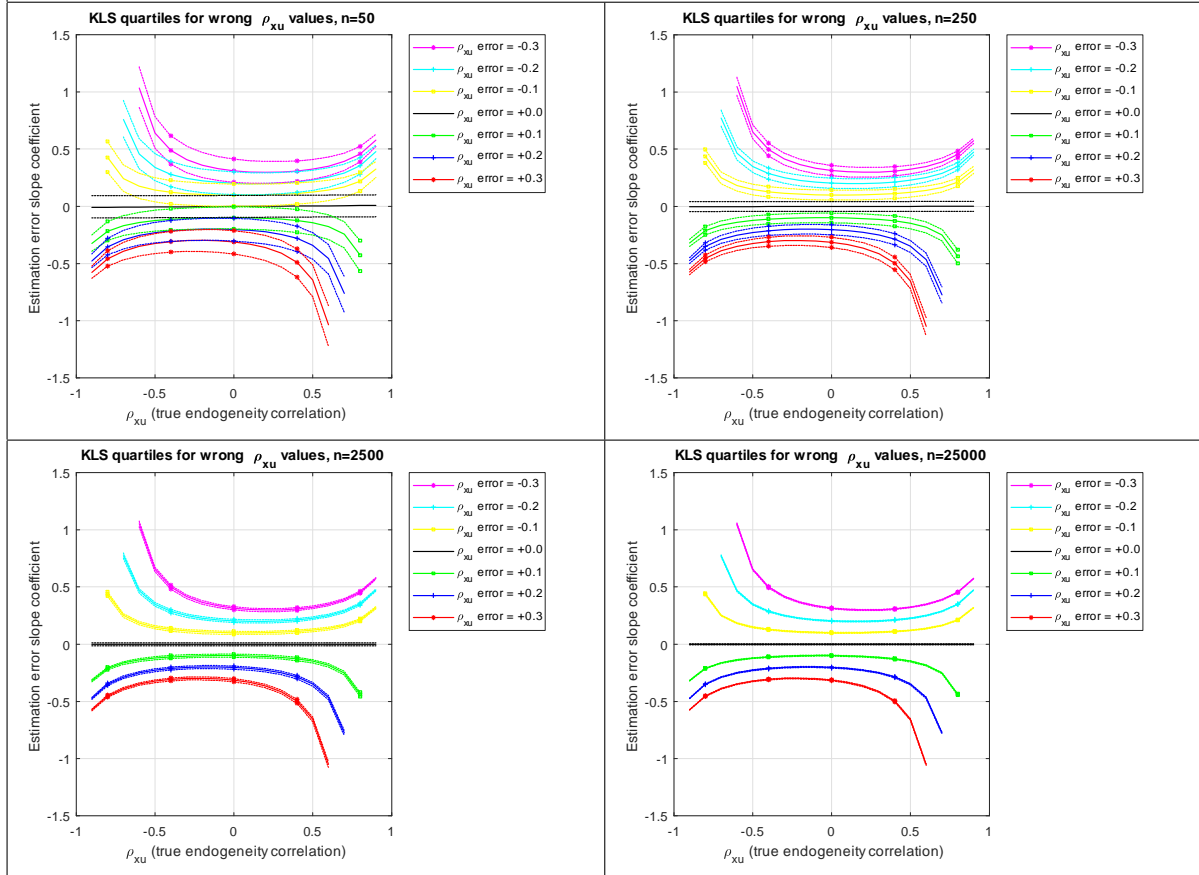 KLS quartiles for wrong ρxu values, n=50
1.5
1
0.5
0
-0.5
-1
-1.5
-1
-0.5
0
0.5
1
Estimation error slope coefficient
ρxu (true endogeneity correlation)
ρxu error = -0.3
ρxu error = -0.2
ρxu error = -0.1
ρxu error = +0.0
ρxu error = +0.1
ρxu error = +0.2
ρxu error = +0.3
KLS quartiles for wrong ρxu values, n=250
1.5
1
0.5
0
-0.5
-1
-1.5
-1
-0.5
0
0.5
1
Estimation error slope coefficient
ρxu (true endogeneity correlation)
ρxu error = -0.3
ρxu error = -0.2
ρxu error = -0.1
ρxu error = +0.0
ρxu error = +0.1
ρxu error = +0.2
ρxu error = +0.3
KLS quartiles for wrong ρxu values, n=2500
1.5
1
0.5
0
-0.5
-1
-1.5
-1
-0.5
0
0.5
1
Estimation error slope coefficient
ρxu (true endogeneity correlation)
ρxu error = -0.3
ρxu error = -0.2
ρxu error = -0.1
ρxu error = +0.0
ρxu error = +0.1
ρxu error = +0.2
ρxu error = +0.3
KLS quartiles for wrong ρxu values, n=25000
1.5
1
0.5
0
-0.5
-1
-1.5
-1
-0.5
0
0.5
1
Estimation error slope coefficient
ρxu (true endogeneity correlation)
ρxu error = -0.3
ρxu error = -0.2
ρxu error = -0.1
ρxu error = +0.0
ρxu error = +0.1
ρxu error = +0.2
ρxu error = +0.3